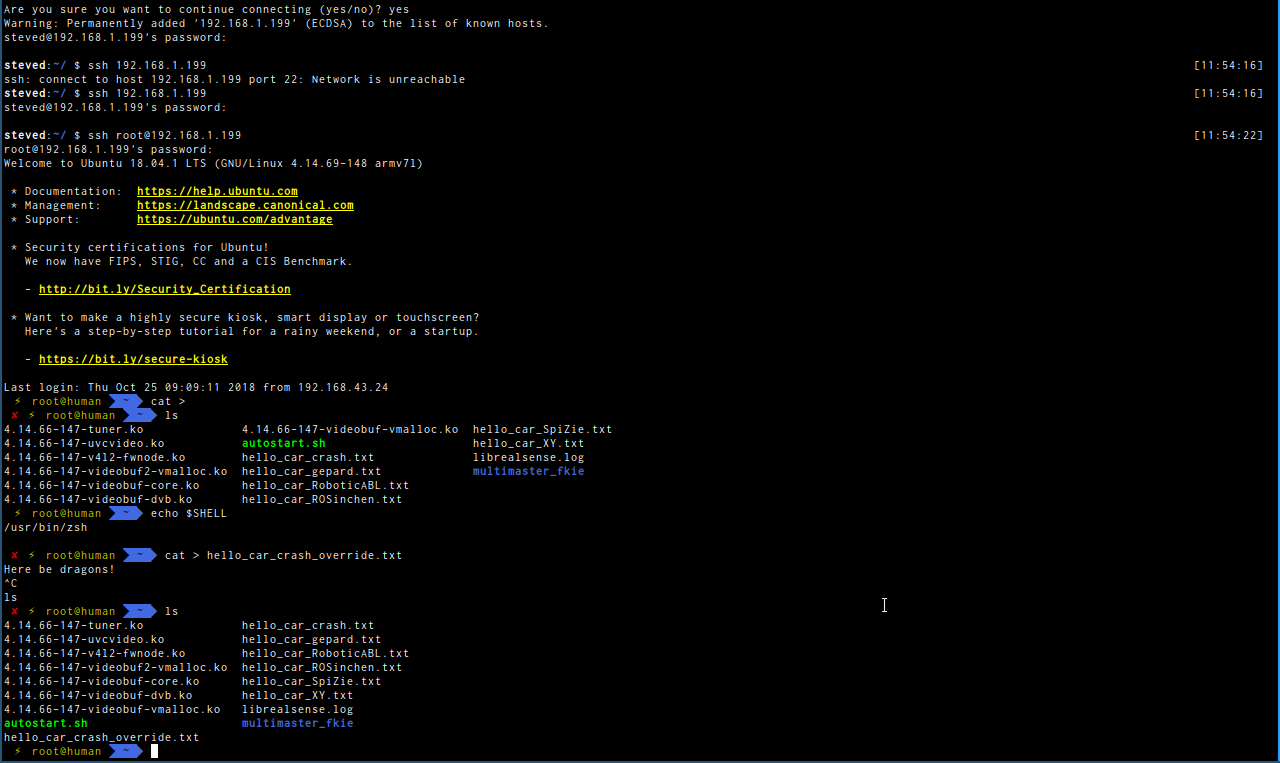 Are you sure you want to continue connecting (yes/no)? yes
Warning: Permanently added '192.168.1.199' (ECDSA) to the list of known hosts.
steved@192.168.1.199's password:
steved:~/ $ ssh 192.168.1.199 [11:54:16]
ssh: connect to host 192.168.1.199 port 22: Network is unreachable
steved:~/ $ ssh 192.168.1.199 [11:54:16]
steved@192.168.1.199's password:
steved:~/ $ ssh root@192.168.1.199 [11:54:22]
root@192.168.1.199's password:
Welcome to Ubuntu 18.04.1 LTS (GNU/Linux 4.14.69-148 armv7l)
* Documentation: https://help.ubuntu.com
* Management: https://landscape.canonical.com
* Support: https://ubuntu.com/advantage
* Security certifications for Ubuntu!
We now have FIPS, STIG, CC and a CIS Benchmark.
- http://bit.ly/Security_Certification
* Want to make a highly secure kiosk, smart display or touchscreen?
Here's a step-by-step tutorial for a rainy weekend, or a startup.
- https://bit.ly/secure-kiosk
Last login: Thu Oct 25 09:09:11 2018 from 192.168.43.24
⚡ root@human ~ cat >
✘ ⚡ root@human ~ ls
4.14.66-147-tuner.ko 4.14.66-147-videobuf-vmalloc.ko hello_car_SpiZie.txt
4.14.66-147-uvcvideo.ko autostart.sh hello_car_XY.txt
4.14.66-147-v4l2-fwnode.ko hello_car_crash.txt librealsense.log
4.14.66-147-videobuf2-vmalloc.ko hello_car_gepard.txt multimaster_fkie
4.14.66-147-videobuf-core.ko hello_car_RoboticABL.txt
4.14.66-147-videobuf-dvb.ko hello_car_ROSinchen.txt
⚡ root@human ~ echo $SHELL
/usr/bin/zsh
✘ ⚡ root@human ~ cat > hello_car_crash_override.txt
Here be dragons!
^C
ls
✘ ⚡ root@human ~ ls
4.14.66-147-tuner.ko hello_car_crash.txt
4.14.66-147-uvcvideo.ko hello_car_gepard.txt
4.14.66-147-v4l2-fwnode.ko hello_car_RoboticABL.txt
4.14.66-147-videobuf2-vmalloc.ko hello_car_ROSinchen.txt
4.14.66-147-videobuf-core.ko hello_car_SpiZie.txt
4.14.66-147-videobuf-dvb.ko hello_car_XY.txt
4.14.66-147-videobuf-vmalloc.ko librealsense.log
autostart.sh multimaster_fkie
hello_car_crash_override.txt
⚡ root@human ~